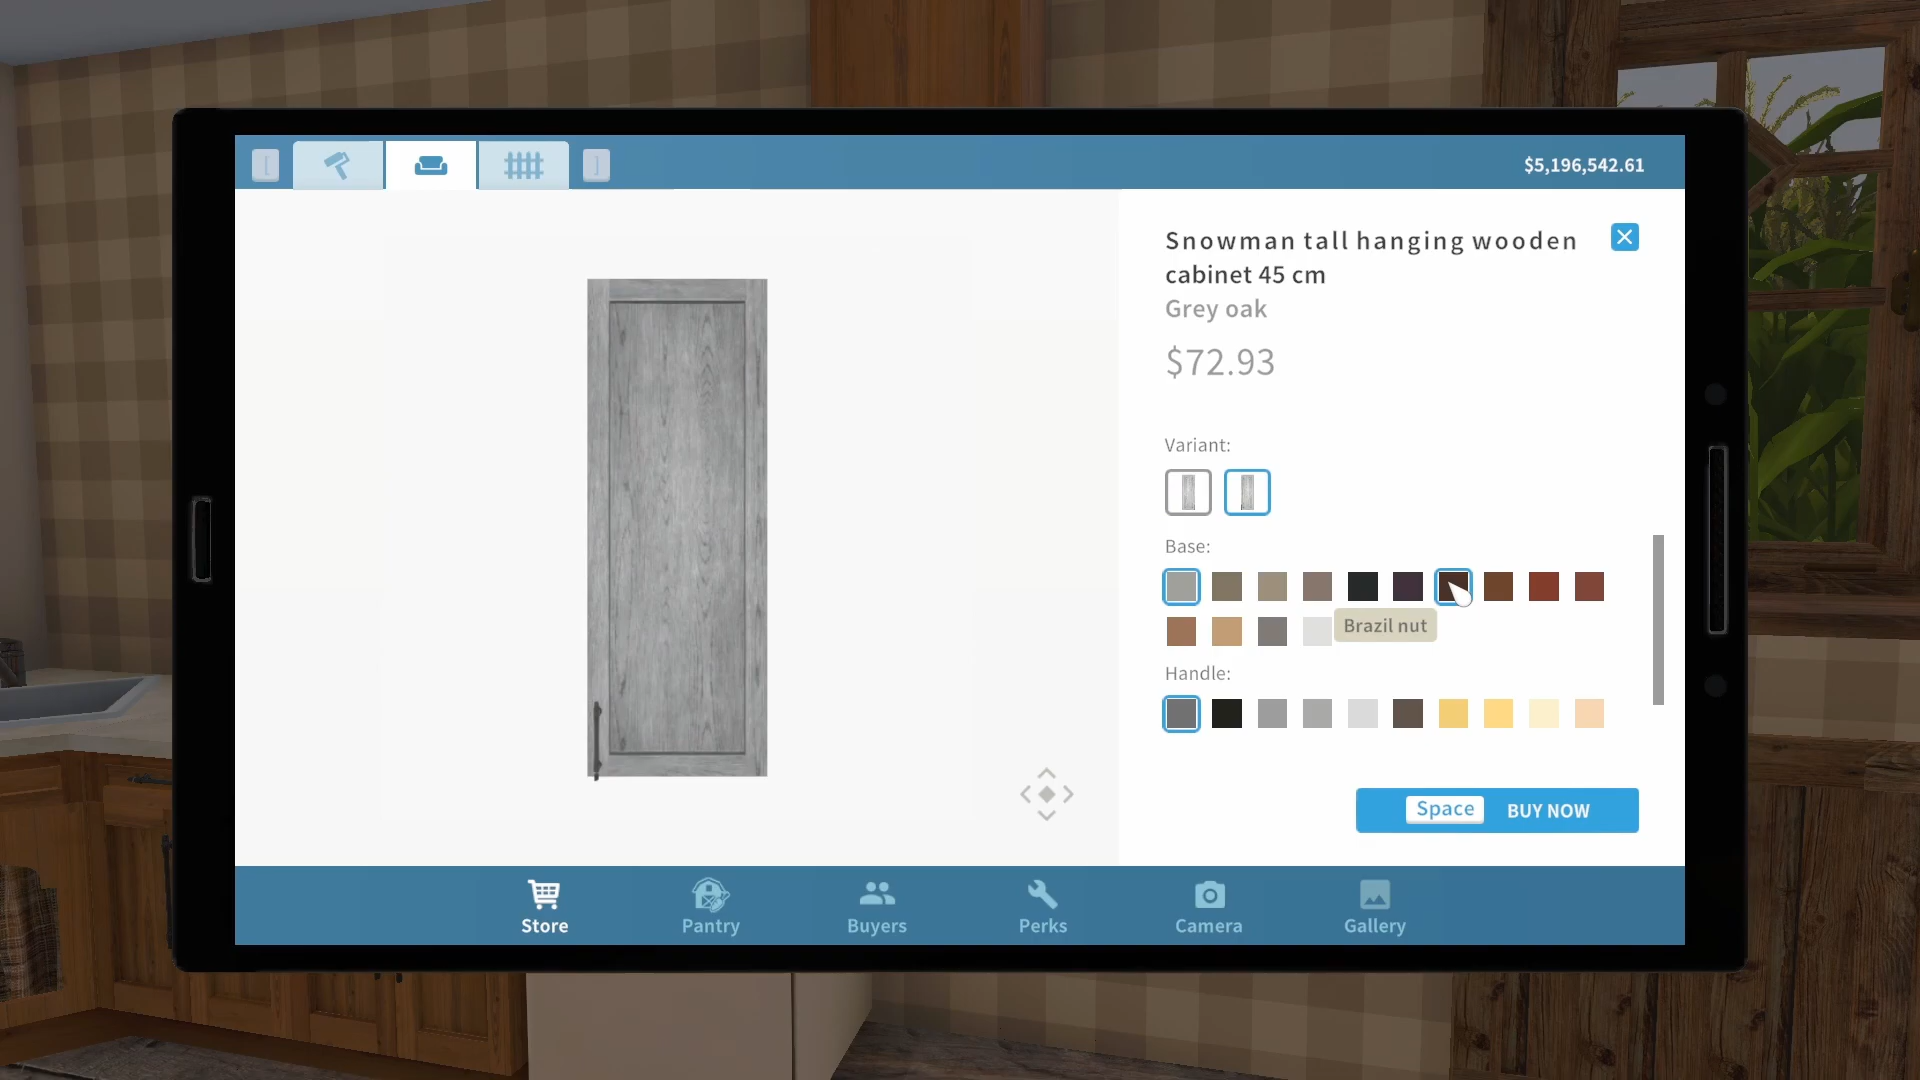 [
]
$5,196,542.61
Snowman tall hanging wooden
cabinet 45 cm
Grey oak
$72.93
Variant:
Base:
Brazil nut
Handle:
Space BUY NOW
Store
Pantry
Buyers
Perks
Camera
Gallery